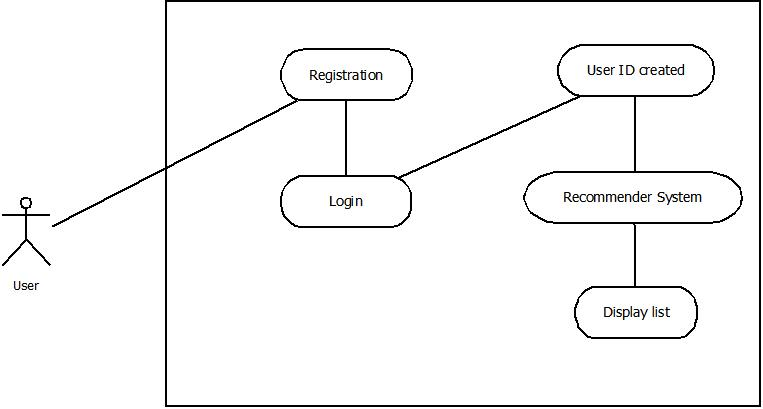 Registration
User ID created
Login
Recommender System
User
Display list